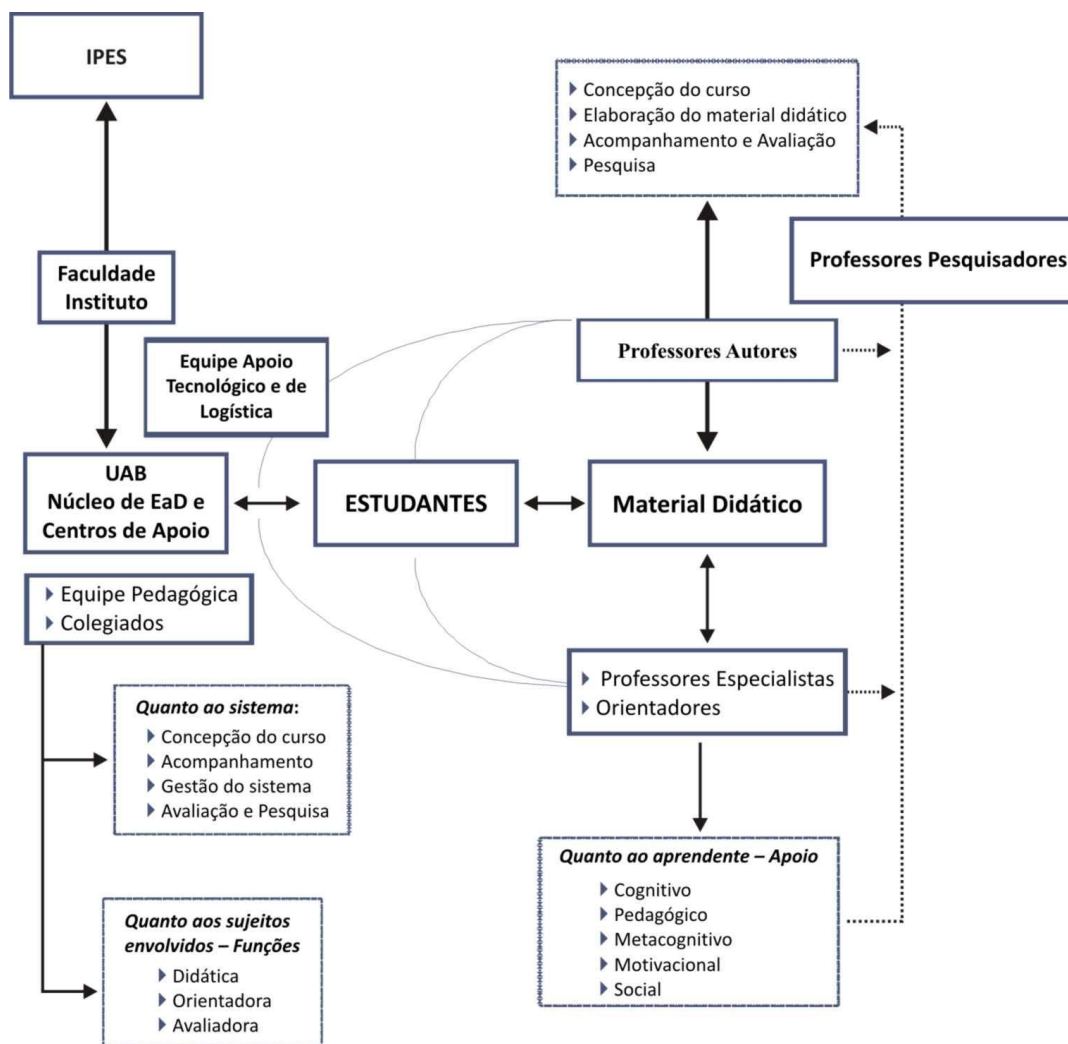 IPES
Concepção do curso
Elaboração do material didático
Acompanhamento e Avaliação
Pesquisa
Professores Pesquisadores
Faculdade
Instituto
Equipe Apoio
Tecnológico e de
Logística
Professores Autores
UAB
Núcleo de EaD e
Centros de Apoio
ESTUDANTES
Material Didático
Equipe Pedagógica
Colegiados
Professores Especialistas
Orientadores
Quanto ao sistema:
Concepção do curso
Acompanhamento
Gestão do sistema
Avaliação e Pesquisa
Quanto ao aprendente – Apoio
Cognitivo
Pedagógico
Metacognitivo
Motivacional
Social
Quanto aos sujeitos
envolvidos – Funções
Didática
Orientadora
Avaliadora